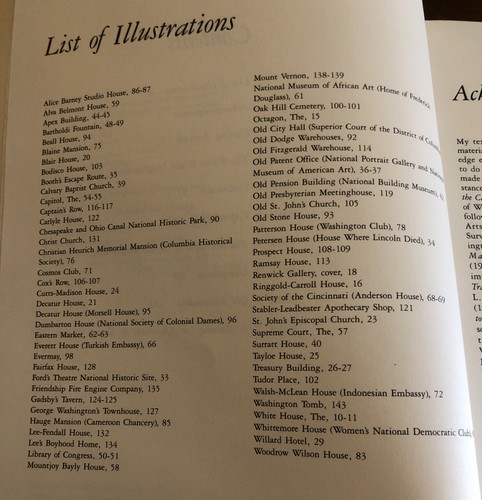 List of Illustrations
Alice Barney Studio House, 86-87
Alva Belmont House, 59
Apex Building, 44-45
Bartholdi Fountain, 48-49
Beall House, 94
Blaine Mansion, 75
Blair House, 20
Bodisco House, 103
Booth's Escape Route, 35
Calvary Baptist Church, 39
Capitol, The, 54-55
Captain's Row, 116-117
Carlyle House, 122
Chesapeake and Ohio Canal National Historic Park, 90
Christ Church, 131
Christian Heurich Memorial Mansion (Columbia Historical
Society), 76
Cosmos Club, 71
Cox's Row, 106-107
Cutts-Madison House, 24
Decatur House, 21
Decatur House (Morsell House), 95
Dumbarton House (National Society of Colonial Dames), 96
Eastern Market, 62-63
Everett House (Turkish Embassy), 66
Evermay, 98
Fairfax House, 128
Ford's Theatre National Historic Site, 33
Friendship Fire Engine Company, 135
Gadsby's Tavern, 124-125
George Washington's Townhouse, 127
Hauge Mansion (Cameroon Chancery), 85
Lee-Fendall House, 132
Lee's Boyhood Home, 134
Library of Congress, 50-51
Mountjoy Bayly House, 58
Mount Vernon, 138-139
National Museum of African Art (Home of Frederick
Douglass), 61
Oak Hill Cemetery, 100-101
Octagon, The, 15
Old City Hall (Superior Court of the District of
Old Dodge Warehouses, 92
Old Fitzgerald Warehouse, 114
Old Patent Office (National Portrait Gallery and
Museum of American Art), 36-37
Old Pension Building (National Building Museum),
Old Presbyterian Meetinghouse, 119
Old St. John's Church, 105
Old Stone House, 93
Patterson House (Washington Club), 78
Petersen House (House Where Lincoln Died), 34
Prospect House, 108-109
Ramsay House, 113
Renwick Gallery, cover, 18
Ringgold-Carroll House, 16
Society of the Cincinnati (Anderson House), 68-69
Stabler-Leadbeater Apothecary Shop, 121
St. John's Episcopal Church, 23
Supreme Court, The, 57
Surratt House, 40
Tayloe House, 25
Treasury Building, 26-27
Tudor Place, 102
Walsh-McLean House (Indonesian Embassy), 72
Washington Tomb, 143
White House, The, 10-11
Whittemore House (Women's National Democratic Club),
Willard Hotel, 29
Woodrow Wilson House, 83
Ack
My
materia
edge
to do
made
stance
the Ca
of W
follow
Arts
Surv
ing
Ma
(19
im
Tra
L.
(1
to
so